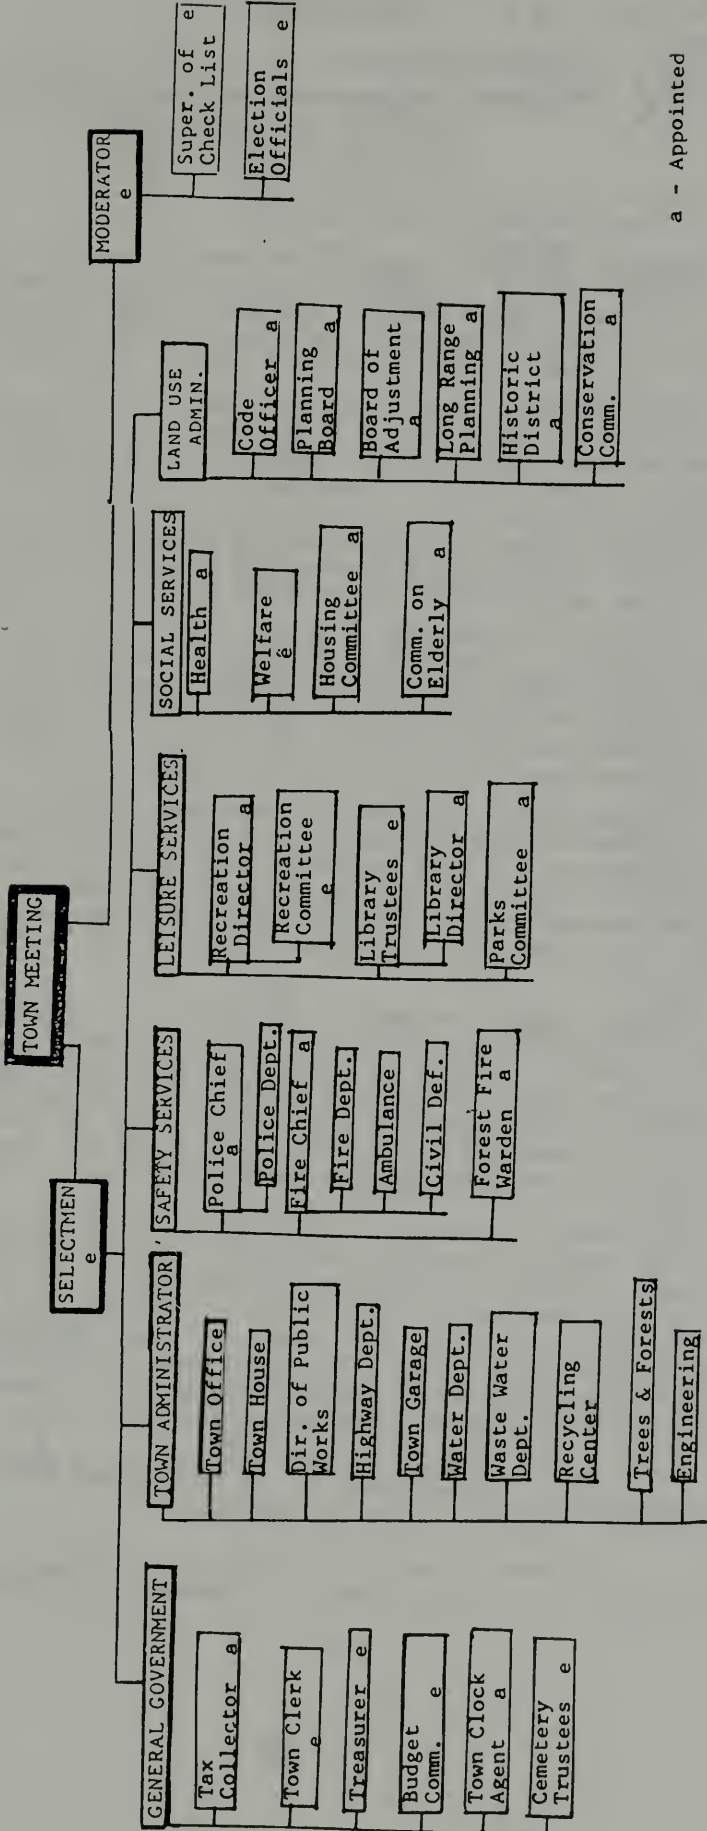 TOWN MEETING
SELECTMEN
e
MODERATOR
e
Super. of e
Check List
Election
Officials e
GENERAL GOVERNMENT
Tax
Collector a
Town Clerk
e
Treasurer e
Budget
Comm. e
Town Clock
Agent a
Cemetery
Trustees e
TOWN ADMINISTRATOR
Town Office
Town House
Dir. of Public
Works
Highway Dept.
Town Garage
Water Dept.
Waste Water
Dept.
Recycling
Center
Trees & Forests
Engineering
SAFETY SERVICES
Police Chief
a
Police Dept.
Fire Chief a
Fire Dept.
Ambulance
Civil Def.
Forest Fire
Warden a
LEISURE SERVICES
Recreation
Director a
Recreation
Committee
e
Library
Trustees e
Library
Director a
Parks
Committee a
SOCIAL SERVICES
Health a
Welfare
e
Housing
Committee a
Comm. on
Elderly a
LAND USE
ADMIN.
Code
Officer a
Planning
Board a
Board of
Adjustment
a
Long Range
Planning a
Historic
District
a
Conservation
Comm. a
a - Appointed